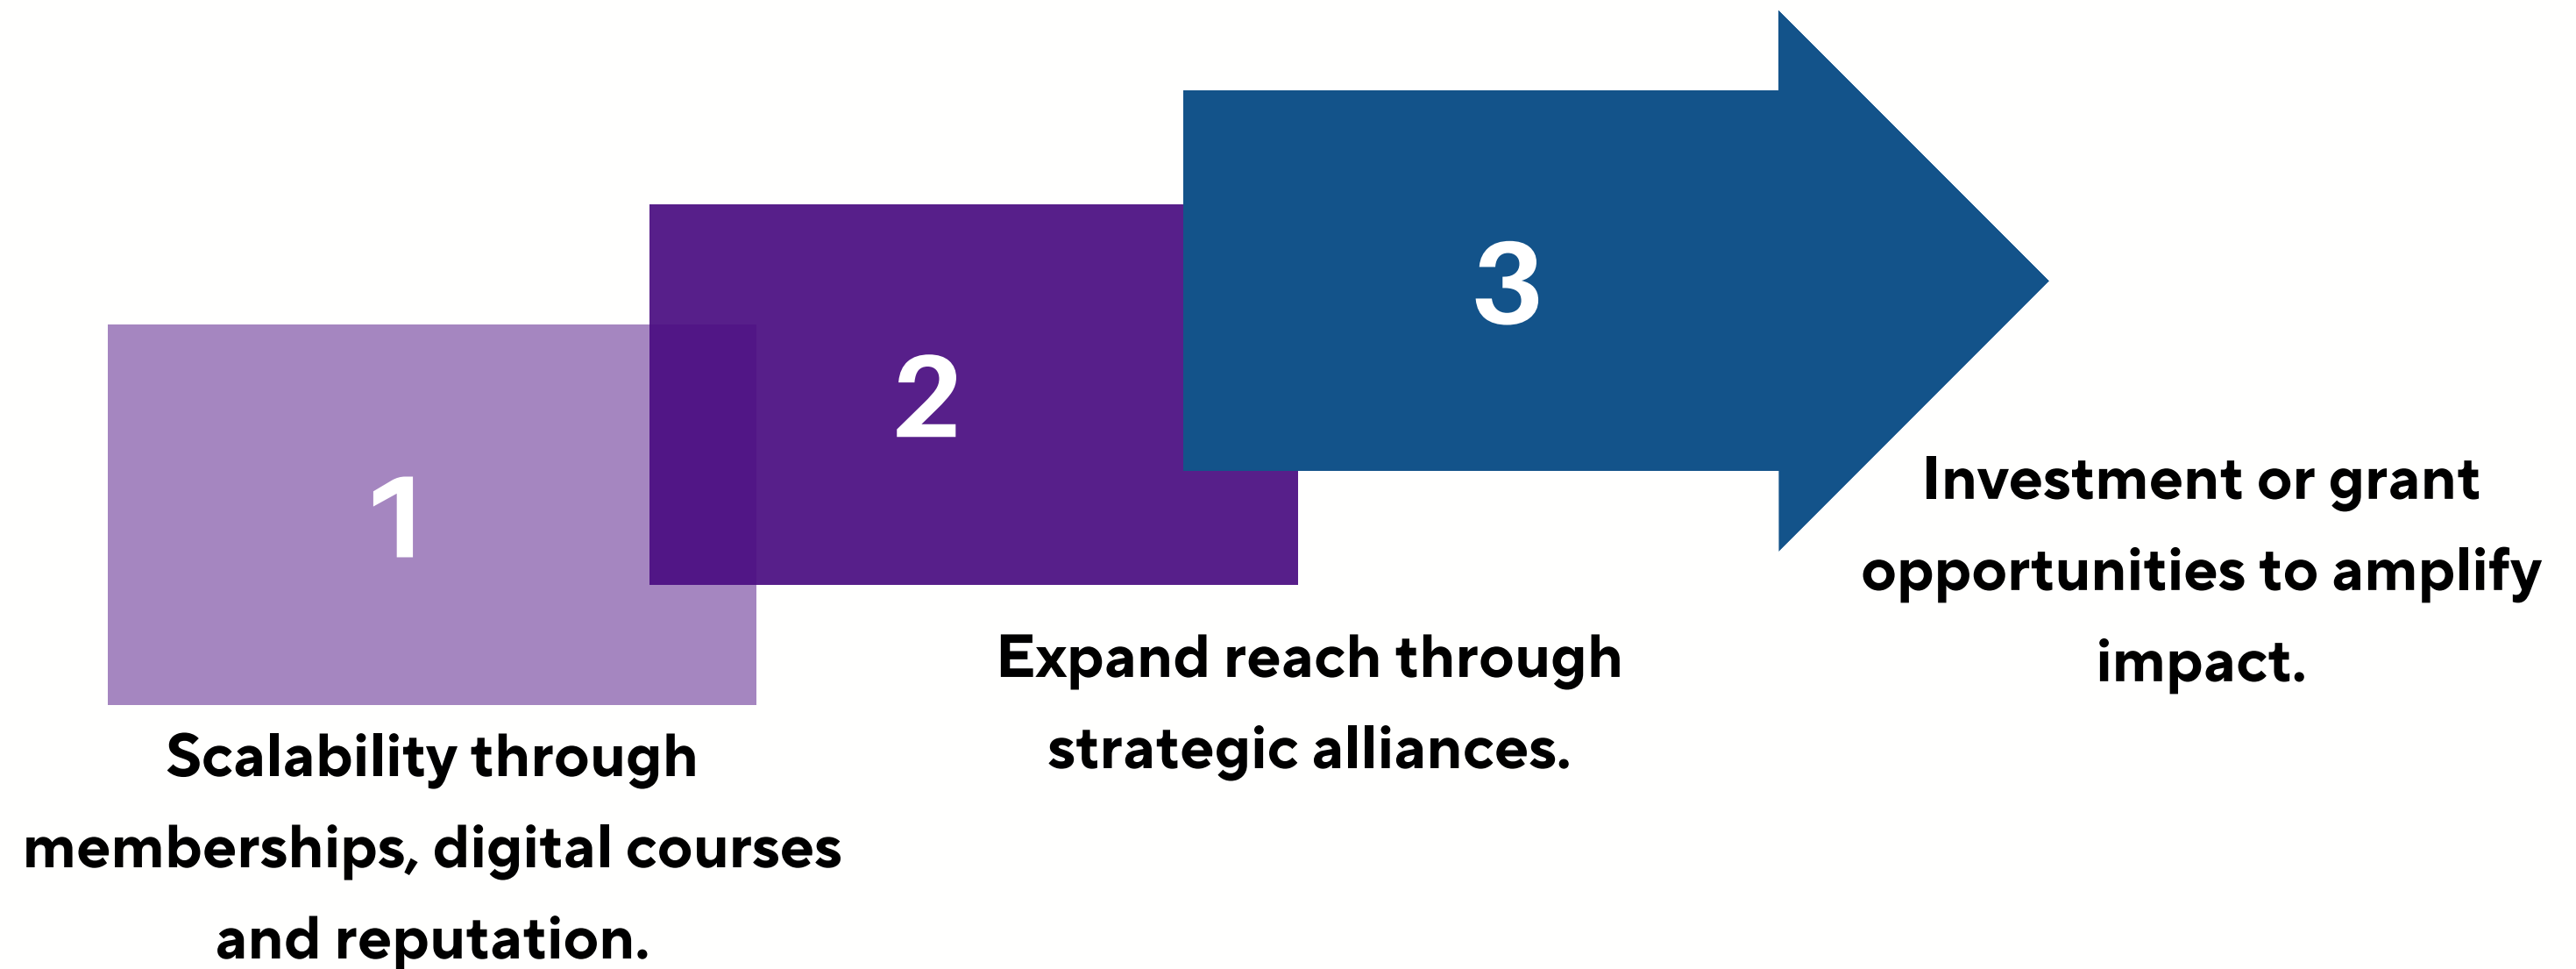 1
Scalability through
memberships, digital courses
and reputation.
2
Expand reach through
strategic alliances.
3
Investment or grant
opportunities to amplify
impact.